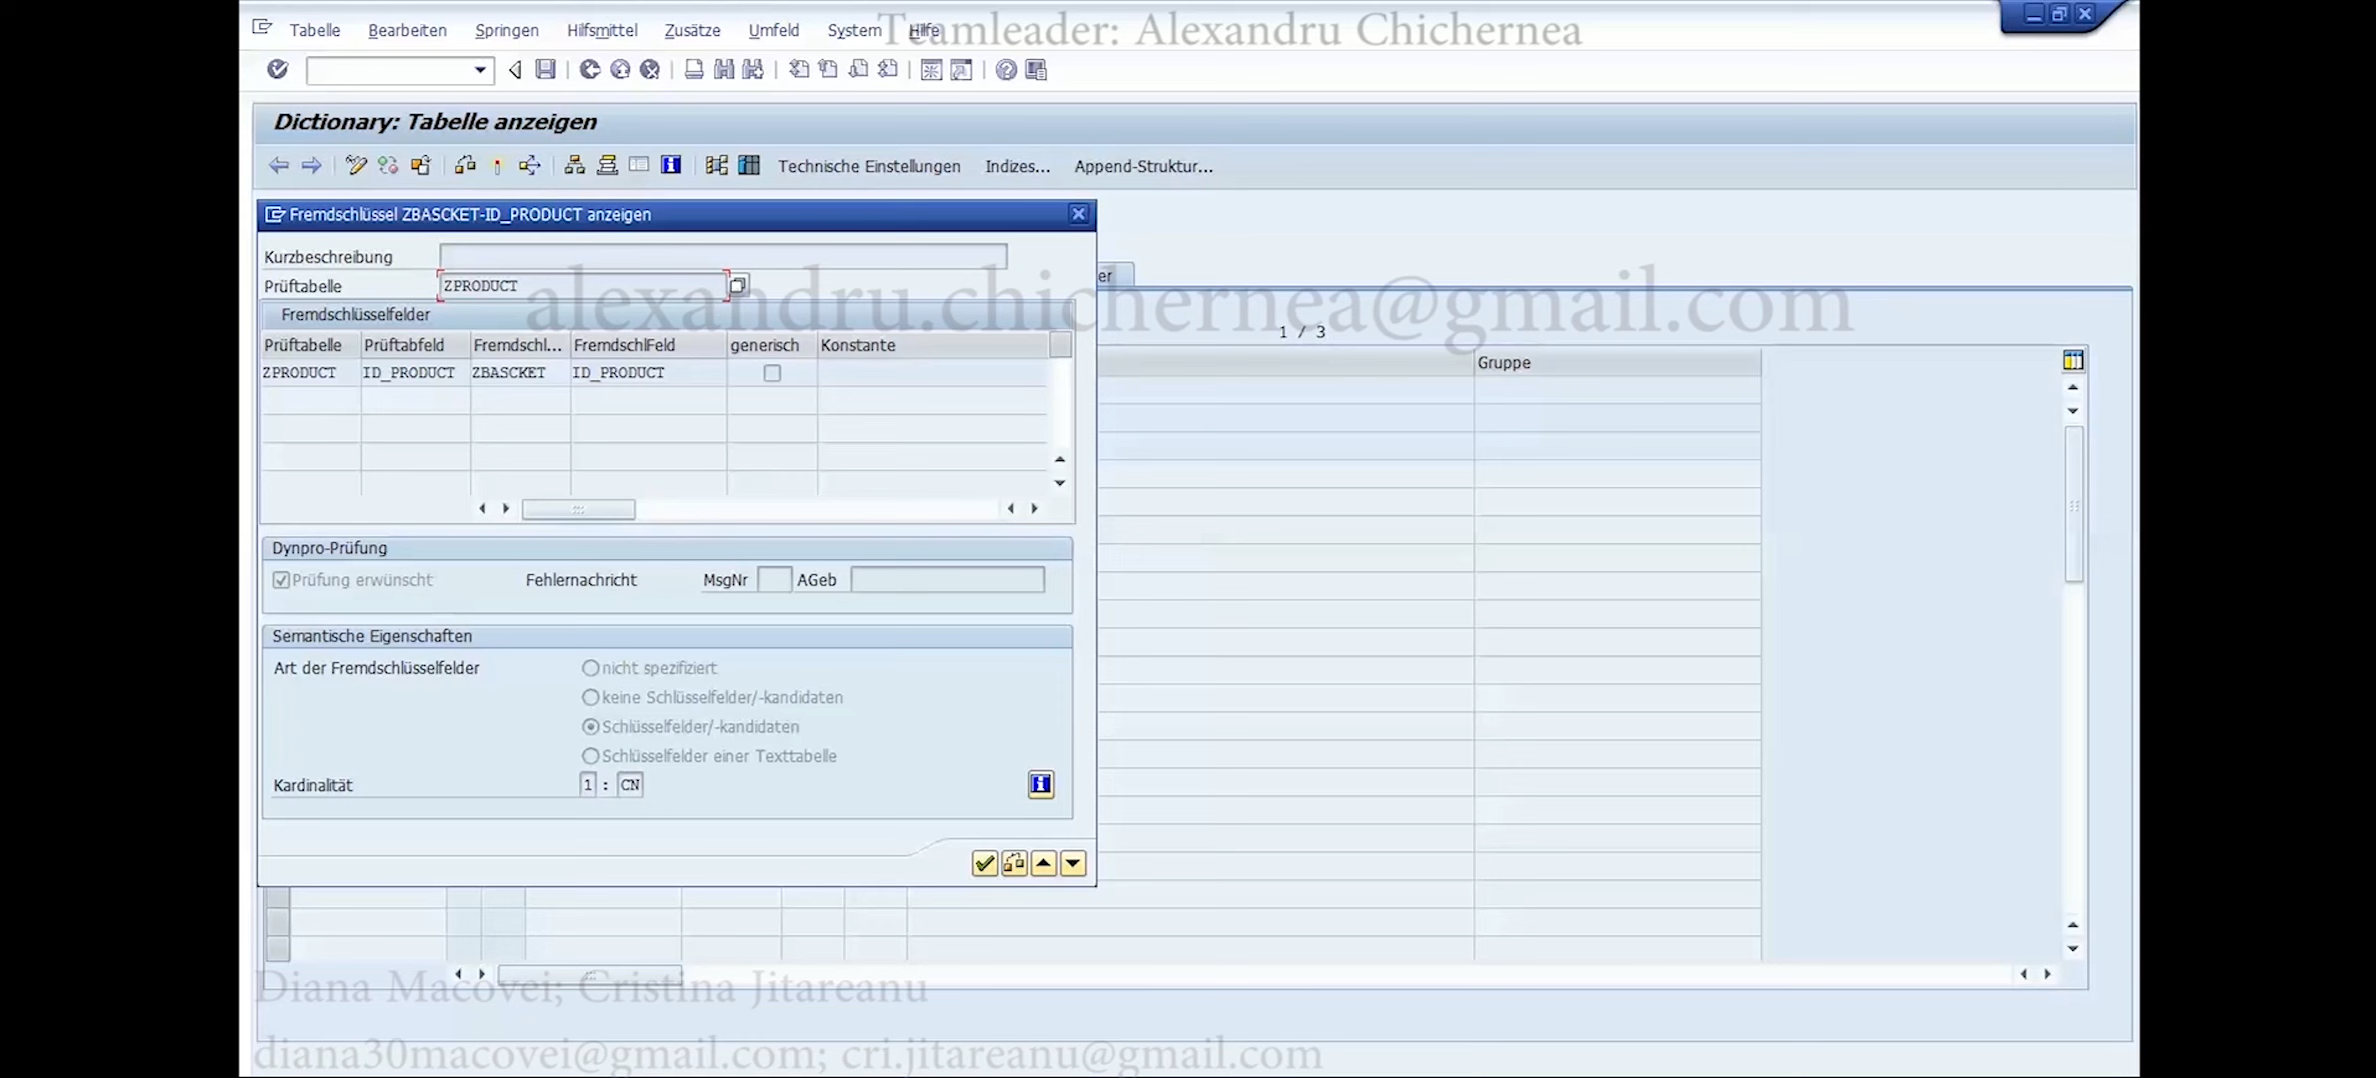 Tabelle Bearbeiten Springen Hilfsmittel Zusätze Umfeld System Hilfe
Teamleader: Alexandru Chichernea
Dictionary: Tabelle anzeigen
Technische Einstellungen Indizes... Append-Struktur...
Fremdschlüssel ZBASCKET-ID_PRODUCT anzeigen
Kurzbeschreibung
Prüftabelle ZPRODUCT
er
alexandru.chichernea@gmail.com
Fremdschlüsselfelder
1 / 3
Prüftabelle Prüftabfeld Fremdschl... FremdschlFeld generisch Konstante
Gruppe
ZPRODUCT ID_PRODUCT ZBASCKET ID_PRODUCT
Dynpro-Prüfung
Prüfung erwünscht Fehlernachricht MsgNr AGeb
Semantische Eigenschaften
Art der Fremdschlüsselfelder nicht spezifiziert
keine Schlüsselfelder/-kandidaten
Schlüsselfelder/-kandidaten
Schlüsselfelder einer Texttabelle
Kardinalität 1 : CN
Diana Macovei; Cristina Jitareanu
diana30macovei@gmail.com; cri.jitareanu@gmail.com